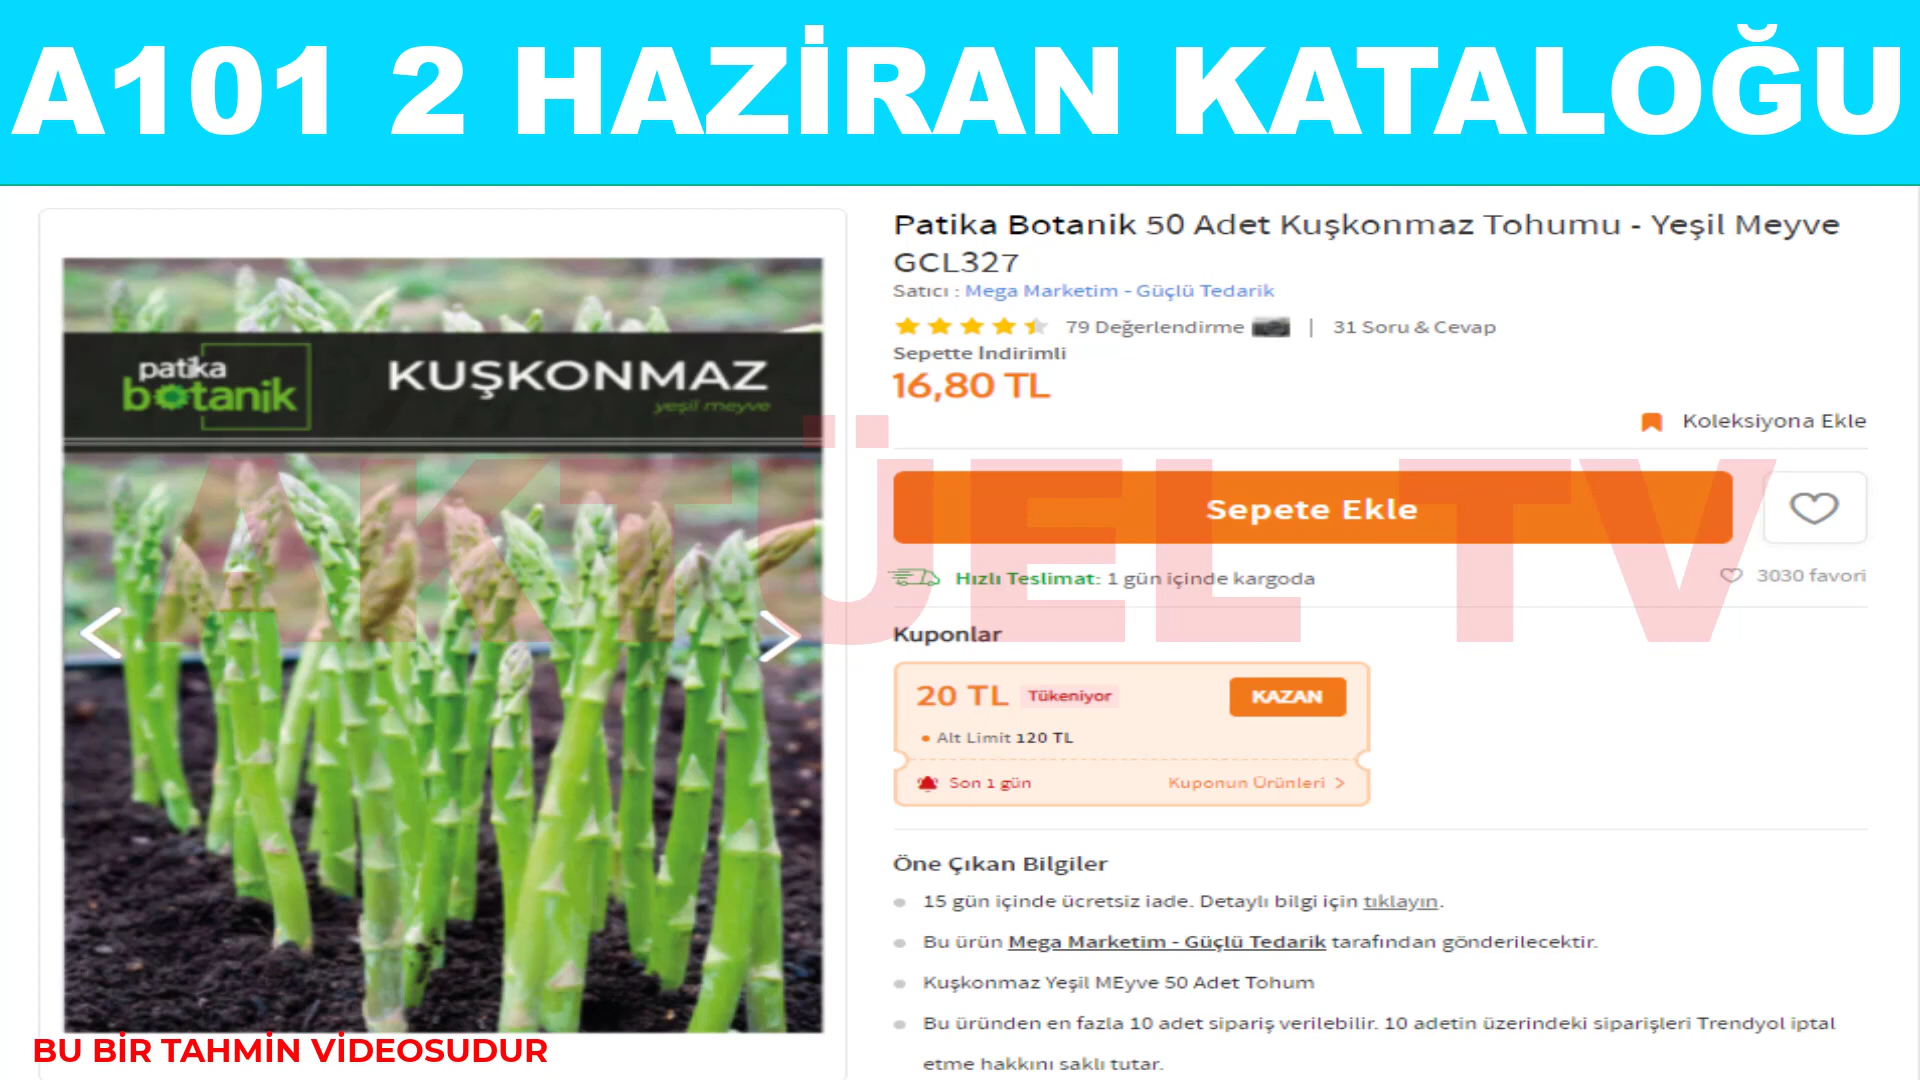 A101 2 HAZİRAN KATALOĞU
patika
botanik
KUŞKONMAZ
yeşil meyve
Patika Botanik 50 Adet Kuşkonmaz Tohumu - Yeşil Meyve
GCL327
Satıcı : Mega Marketim - Güçlü Tedarik
79 Değerlendirme | 31 Soru & Cevap
Sepette İndirimli
16,80 TL
Koleksiyona Ekle
AKTÜEL TV
Sepete Ekle
Hızlı Teslimat: 1 gün içinde kargoda
3030 favori
Kuponlar
20 TL Tükeniyor KAZAN
• Alt Limit 120 TL
Son 1 gün Kuponun Ürünleri >
Öne Çıkan Bilgiler
15 gün içinde ücretsiz iade. Detaylı bilgi için tıklayın.
Bu ürün Mega Marketim - Güçlü Tedarik tarafından gönderilecektir.
Kuşkonmaz Yeşil MEyve 50 Adet Tohum
Bu üründen en fazla 10 adet sipariş verilebilir. 10 adetin üzerindeki siparişleri Trendyol iptal
etme hakkını saklı tutar.
BU BİR TAHMİN VİDEOSUDUR